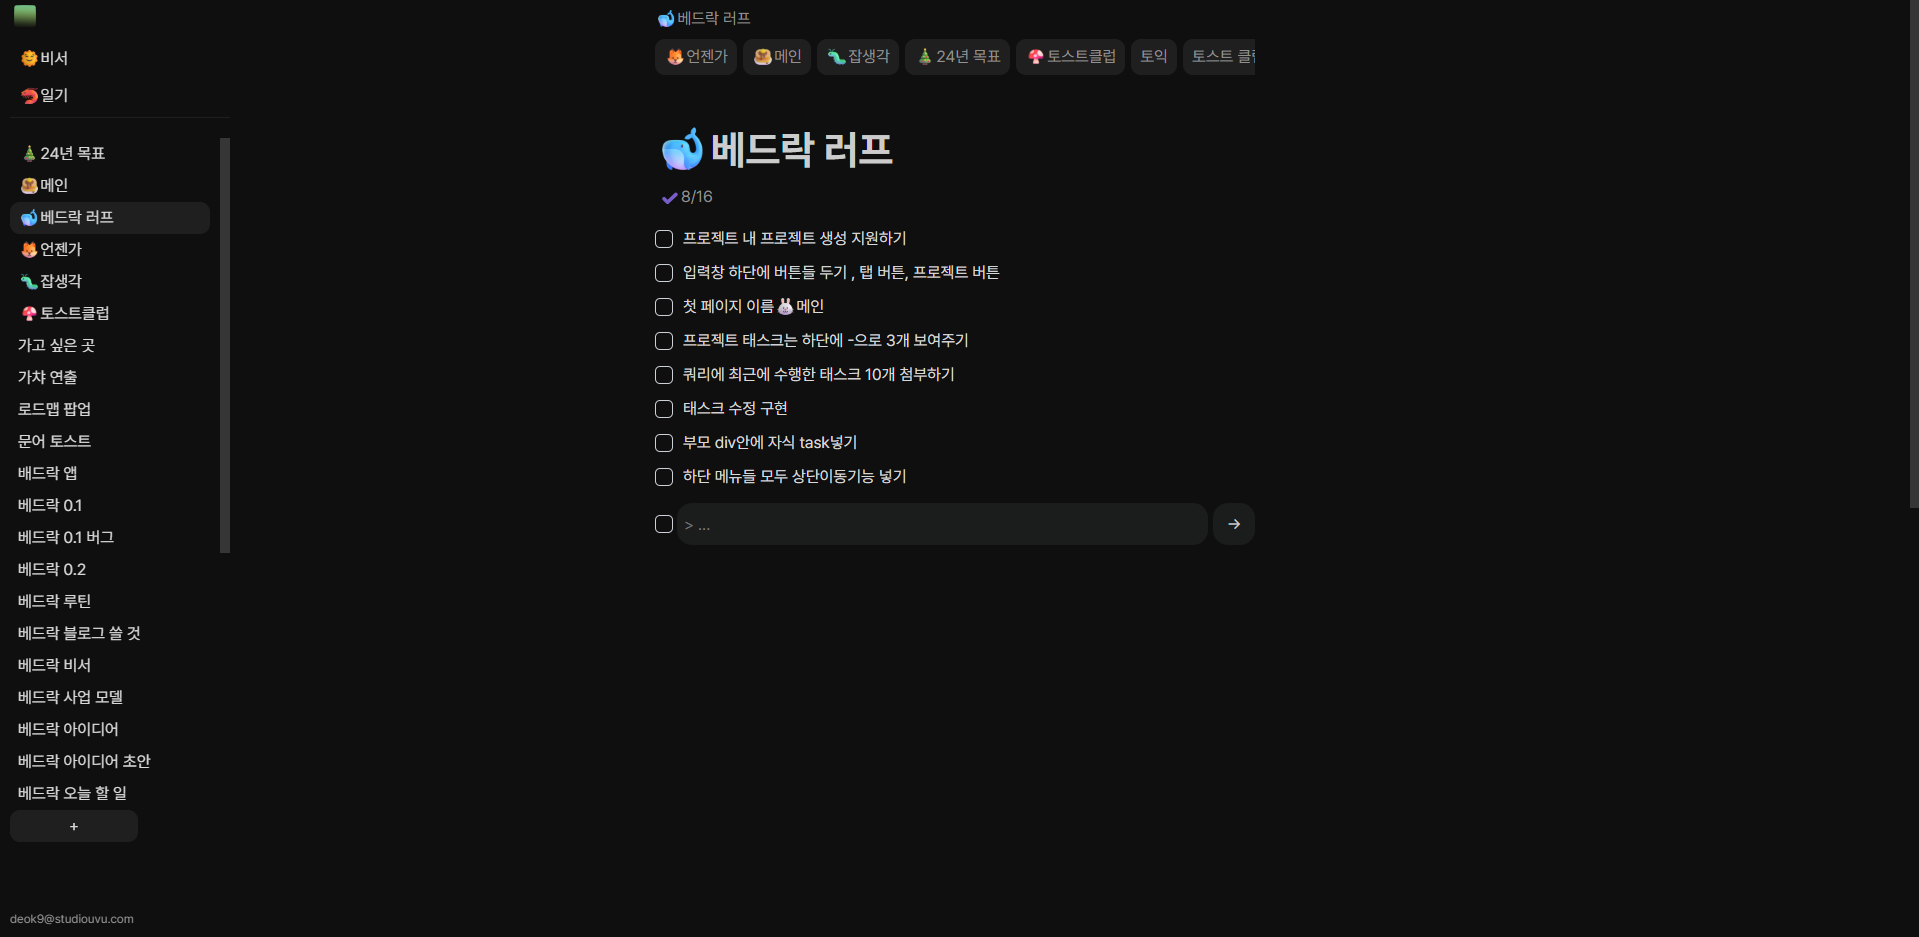 비서
일기
24년 목표
메인
베드락 러프
언젠가
잡생각
토스트클럽
가고 싶은 곳
가챠 연출
로드맵 팝업
문어 토스트
배드락 앱
베드락 0.1
베드락 0.1 버그
베드락 0.2
베드락 루틴
베드락 블로그 쓸 것
베드락 비서
베드락 사업 모델
베드락 아이디어
베드락 아이디어 초안
베드락 오늘 할 일
+
deok9@studiouvu.com
베드락 러프
언젠가 메인 잡생각 24년 목표 토스트클럽 토익 토스트
베드락 러프
8/16
프로젝트 내 프로젝트 생성 지원하기
입력창 하단에 버튼들 두기 , 탭 버튼, 프로젝트 버튼
첫 페이지 이름🐰메인
프로젝트 태스크는 하단에 -으로 3개 보여주기
쿼리에 최근에 수행한 태스크 10개 첨부하기
태스크 수정 구현
부모 div안에 자식 task넣기
하단 메뉴들 모두 상단이동기능 넣기
> ...
→